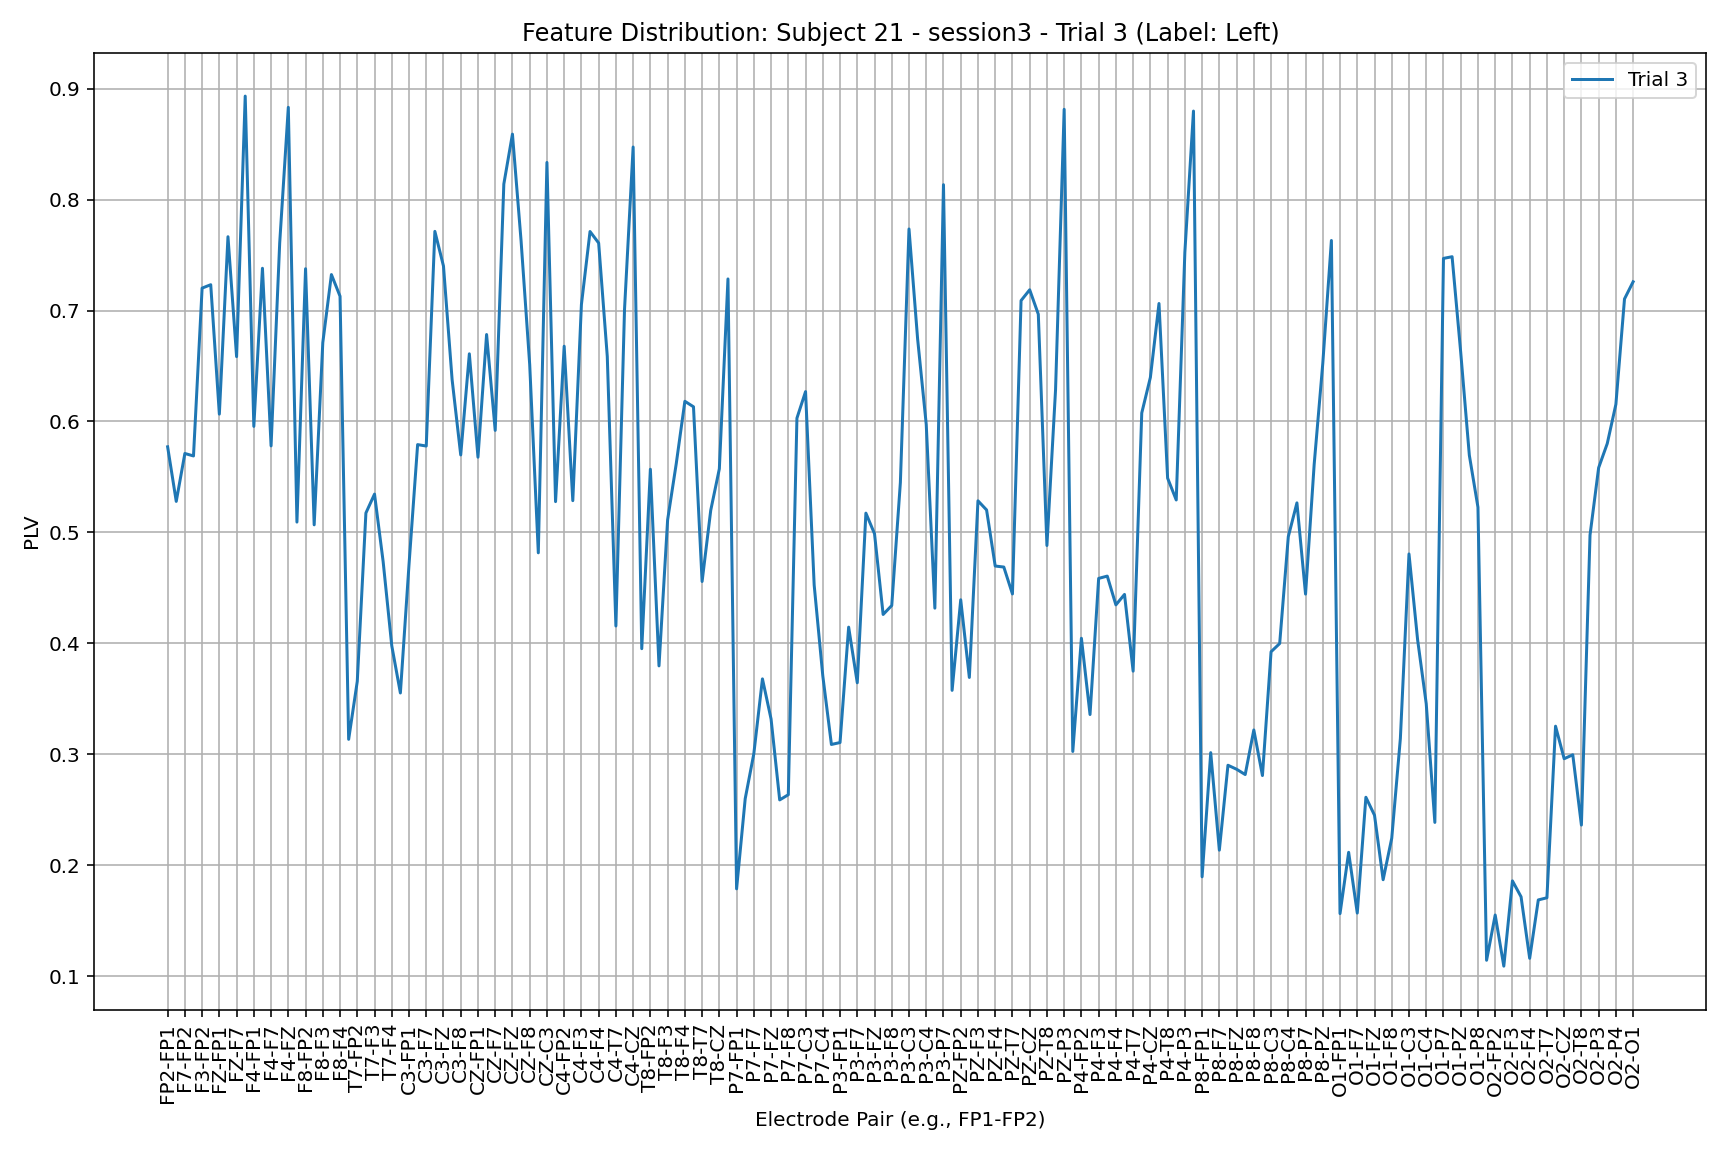 Feature Distribution: Subject 21 - session3 - Trial 3 (Label: Left)
Trial 3
0.9
0.8
0.7
0.6
0.5
0.4
0.3
0.2
0.1
PLV
FP2-FP1
F7-FP2
F3-FP2
FZ-FP1
FZ-F7
F4-FP1
F4-F7
F4-FZ
F8-FP2
F8-F3
F8-F4
T7-FP2
T7-F3
T7-F4
C3-FP1
C3-F7
C3-FZ
C3-F8
CZ-FP1
CZ-F7
CZ-FZ
CZ-F8
CZ-C3
C4-FP2
C4-F3
C4-F4
C4-T7
C4-CZ
T8-FP2
T8-F3
T8-F4
T8-T7
T8-CZ
P7-FP1
P7-F7
P7-FZ
P7-F8
P7-C3
P7-C4
P3-FP1
P3-F7
P3-FZ
P3-F8
P3-C3
P3-C4
P3-P7
PZ-FP2
PZ-F3
PZ-F4
PZ-T7
PZ-CZ
PZ-T8
PZ-P3
P4-FP2
P4-F3
P4-F4
P4-T7
P4-CZ
P4-T8
P4-P3
P8-FP1
P8-F7
P8-FZ
P8-F8
P8-C3
P8-C4
P8-P7
P8-PZ
O1-FP1
O1-F7
O1-FZ
O1-F8
O1-C3
O1-C4
O1-P7
O1-PZ
O1-P8
O2-FP2
O2-F3
O2-F4
O2-T7
O2-CZ
O2-T8
O2-P3
O2-P4
O2-O1
Electrode Pair (e.g., FP1-FP2)